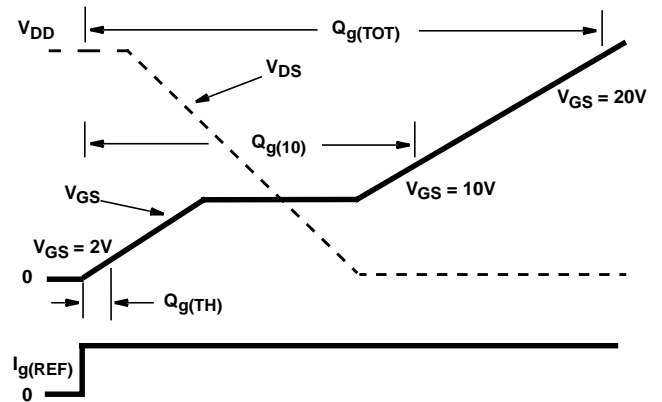 V_DD
Q_g(TOT)
V_DS
V_GS = 20V
Q_g(10)
V_GS
V_GS = 10V
V_GS = 2V
0
Q_g(TH)
I_g(REF)
0